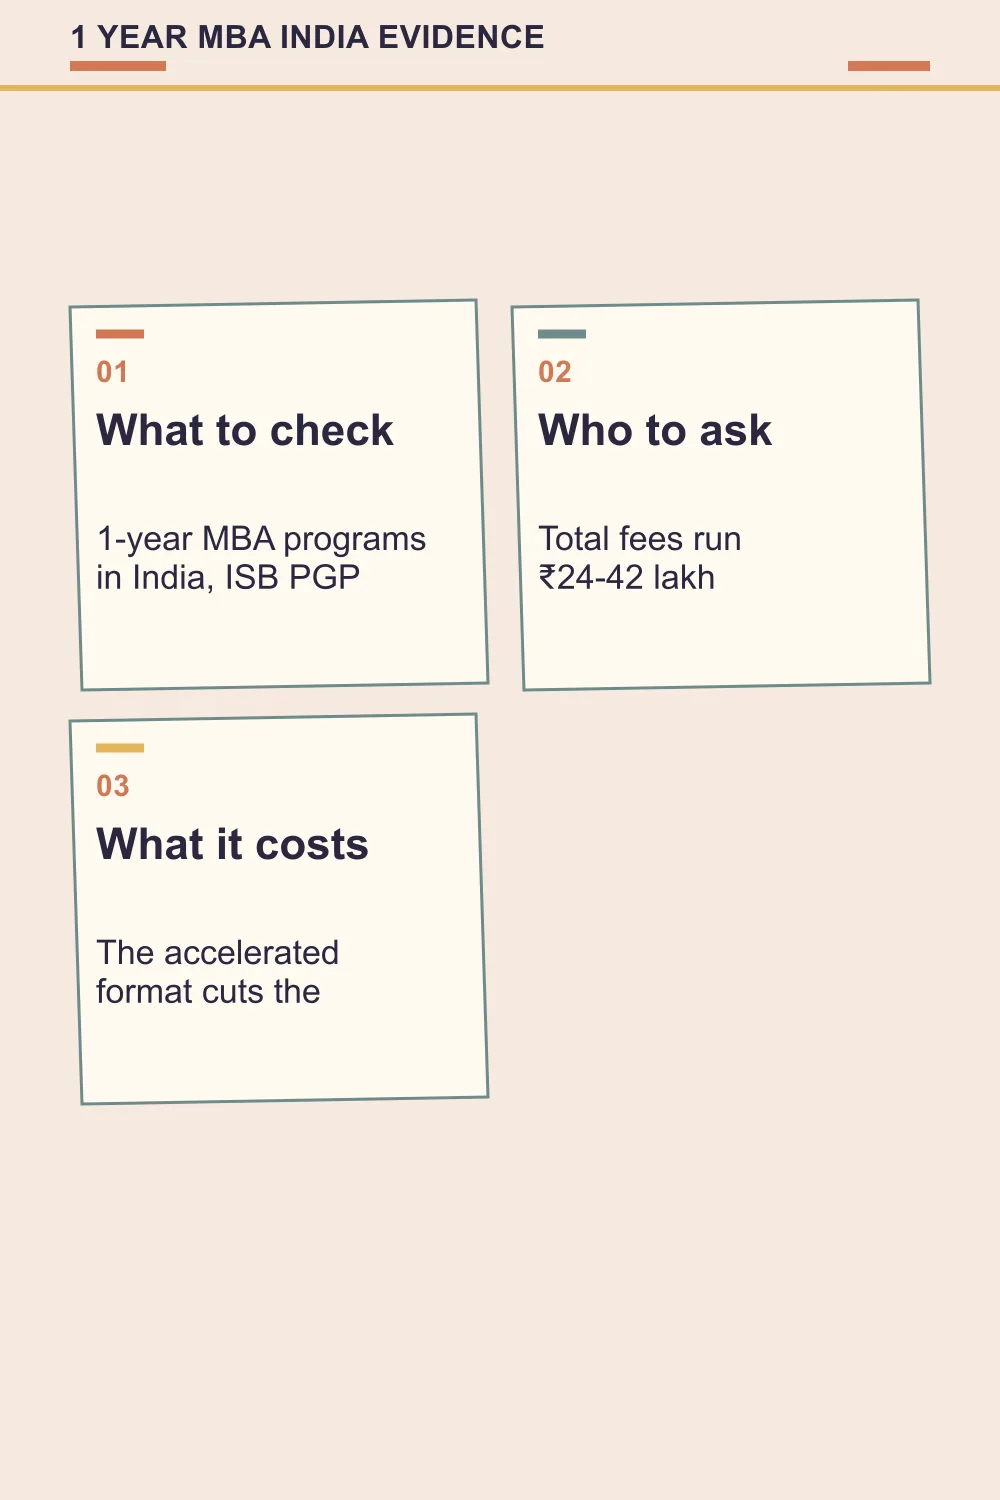 1 YEAR MBA INDIA EVIDENCE
01
What to check
1-year MBA programs
in India, ISB PGP
02
Who to ask
Total fees run
₹24-42 lakh
03
What it costs
The accelerated
format cuts the